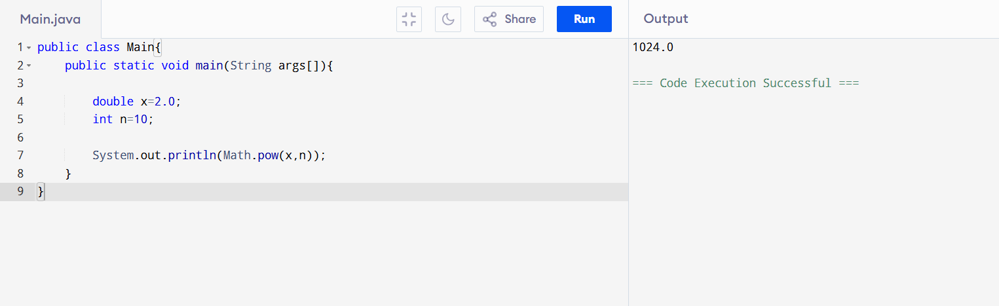 Main.java
Share
Run
Output
1 public class Main{
2     public static void main(String args[]){
3
4         double x=2.0;
5         int n=10;
6
7         System.out.println(Math.pow(x,n));
8     }
9 }
1024.0
=== Code Execution Successful ===